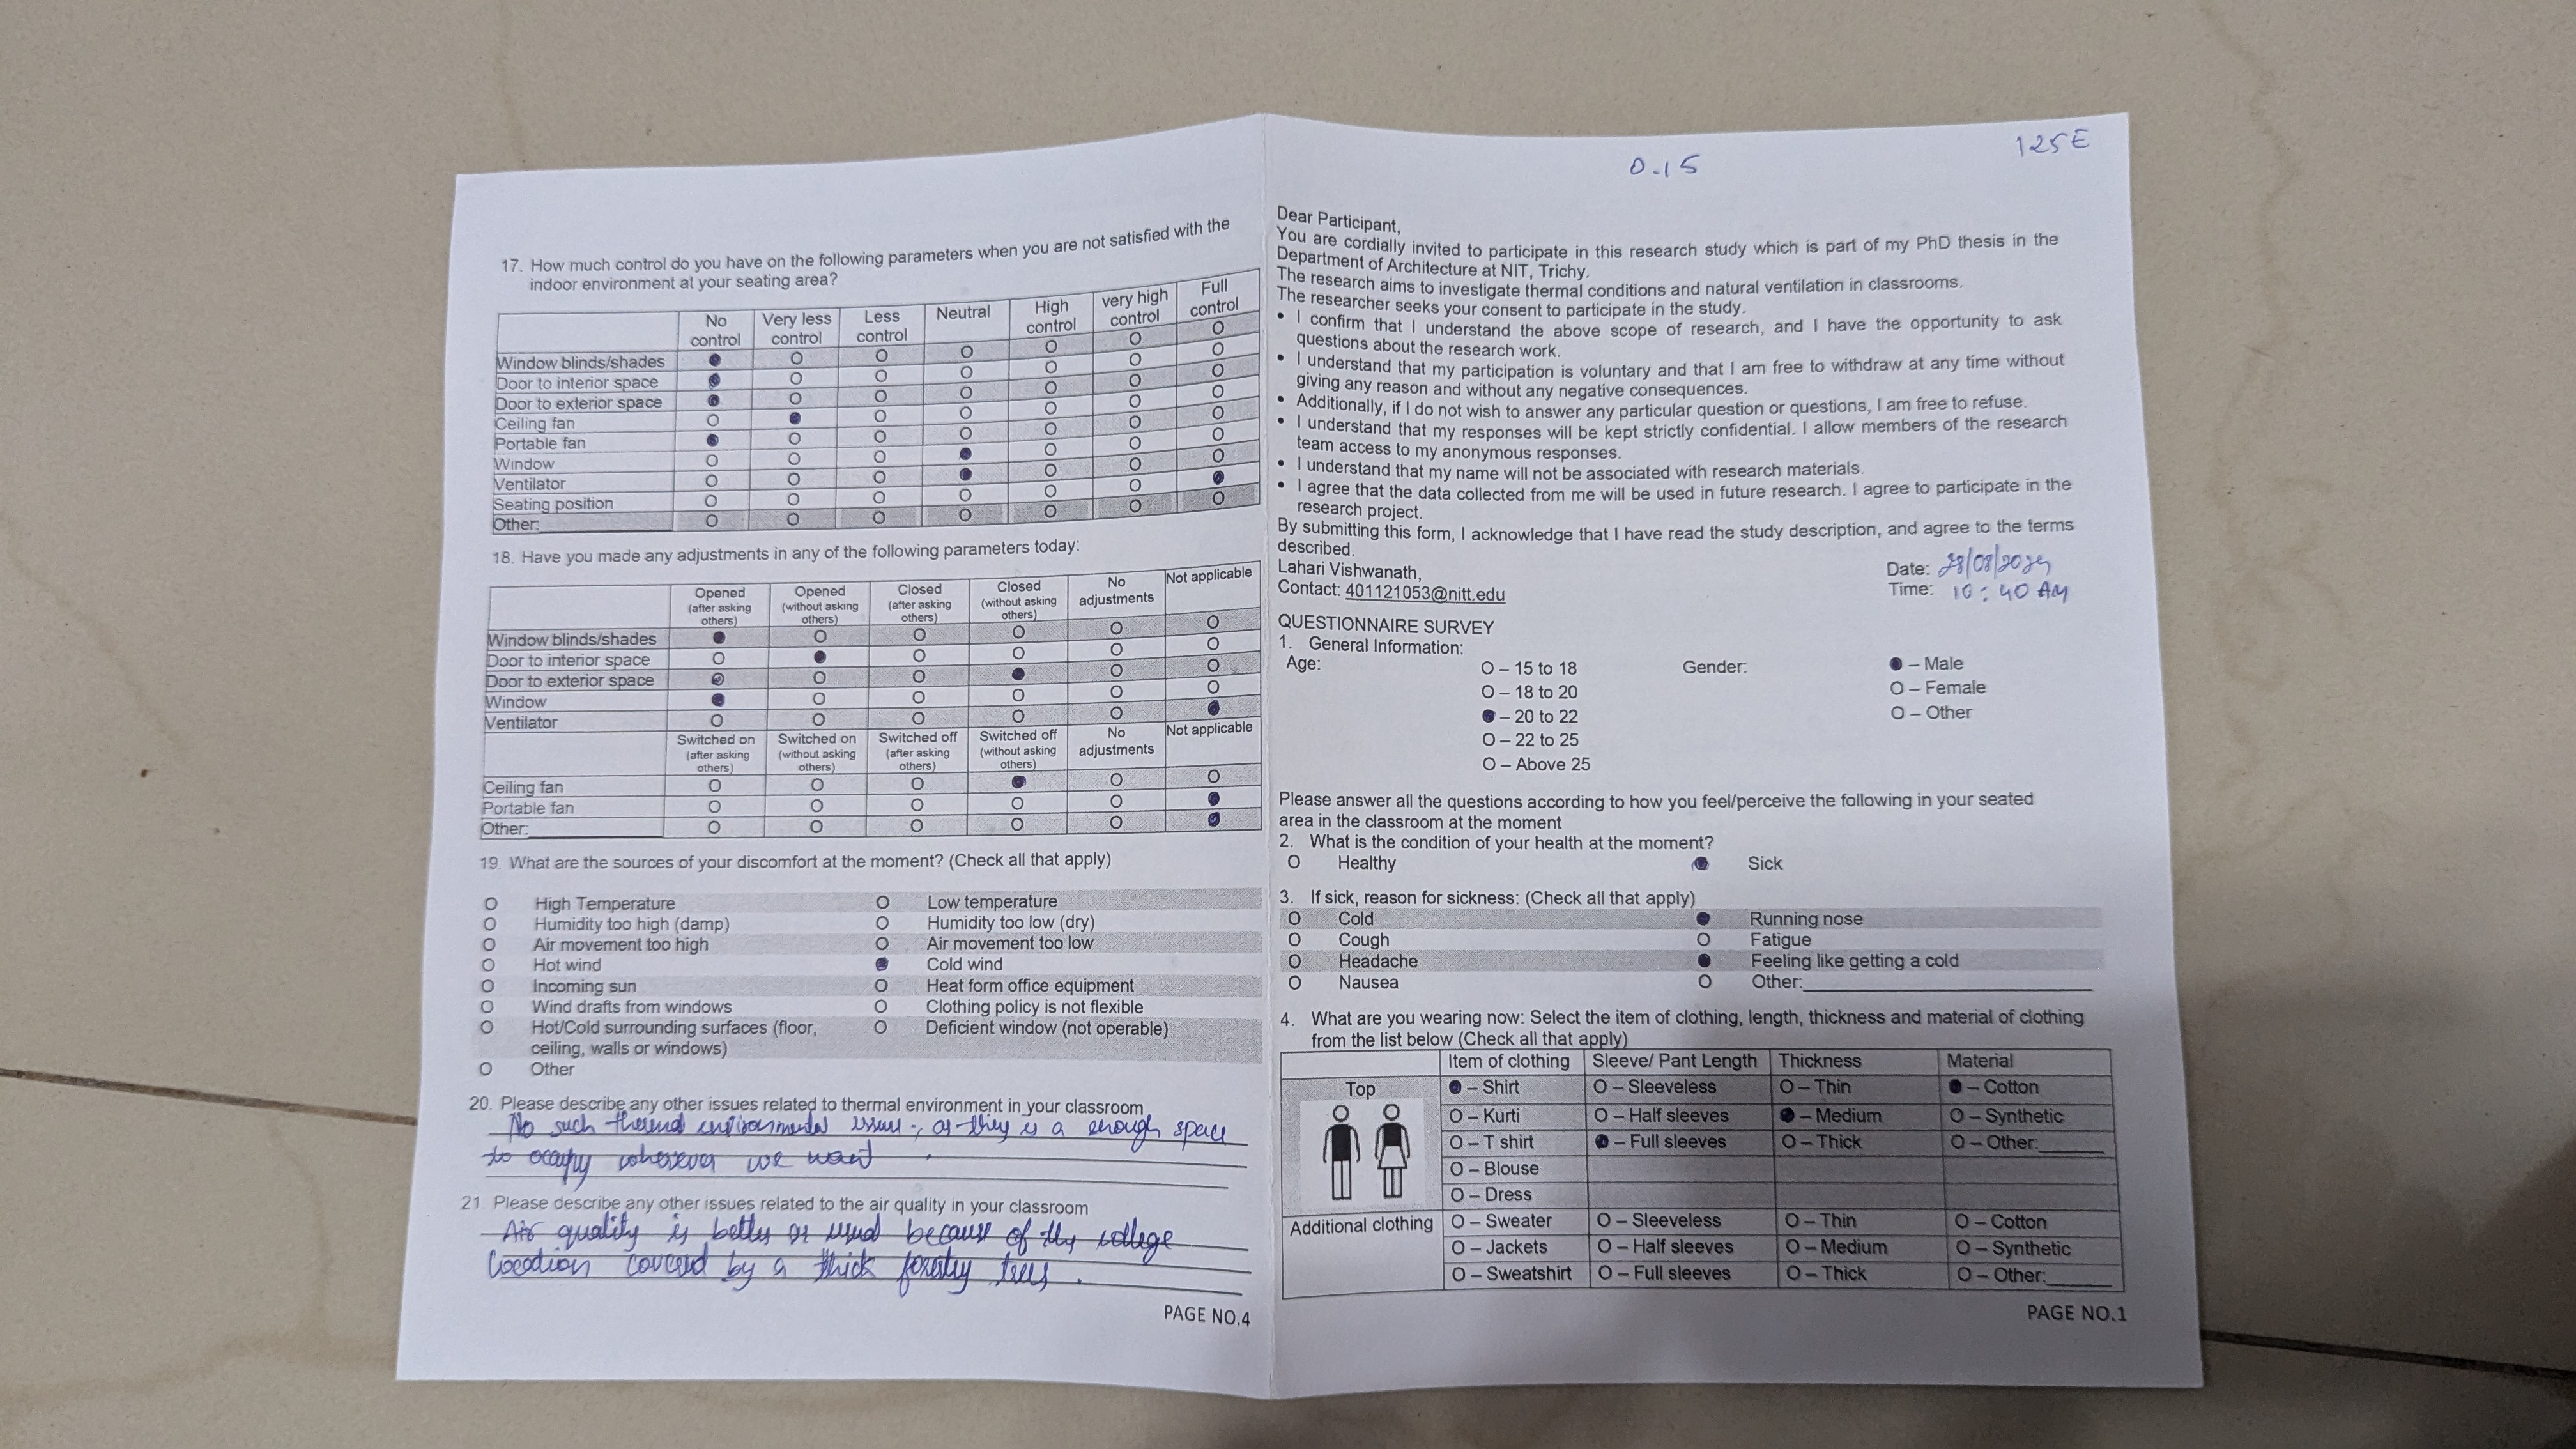 17. How much control do you have on the following parameters when you are not satisfied with the
indoor environment at your seating area?
No control Very less control Less control Neutral High control very high control Full control
Window blinds/shades ● O O O O O O
Door to interior space ● O O O O O O
Door to exterior space ● O O O O O O
Ceiling fan O ● O O O O O
Portable fan ● O O O O O O
Window O O O ● O O O
Ventilator O O O ● O O O
Seating position O O O O O O ●
Other: O O O O O O O
18. Have you made any adjustments in any of the following parameters today:
Opened (after asking others) Opened (without asking others) Closed (after asking others) Closed (without asking others) No adjustments Not applicable
Window blinds/shades ● O O O O O
Door to interior space O ● O O O O
Door to exterior space O O O ● O O
Window ● O O O O O
Ventilator O O O O O ●
Switched on (after asking others) Switched on (without asking others) Switched off (after asking others) Switched off (without asking others) No adjustments Not applicable
Ceiling fan O O O ● O O
Portable fan O O O O O ●
Other: O O O O O ●
19. What are the sources of your discomfort at the moment? (Check all that apply)
O High Temperature O Low temperature
O Humidity too high (damp) O Humidity too low (dry)
O Air movement too high O Air movement too low
O Hot wind ● Cold wind
O Incoming sun O Heat form office equipment
O Wind drafts from windows O Clothing policy is not flexible
O Hot/Cold surrounding surfaces (floor, O Deficient window (not operable)
ceiling, walls or windows)
O Other
20. Please describe any other issues related to thermal environment in your classroom
No such thermal environmental issues, as they is a enough space
to occupy wherever we want.
21. Please describe any other issues related to the air quality in your classroom
Air quality is because of the college
location covered by a thick trees.
PAGE NO.4
0.15
125E
Dear Participant,
You are cordially invited to participate in this research study which is part of my PhD thesis in the
Department of Architecture at NIT, Trichy.
The research aims to investigate thermal conditions and natural ventilation in classrooms.
The researcher seeks your consent to participate in the study.
• I confirm that I understand the above scope of research, and I have the opportunity to ask
questions about the research work.
• I understand that my participation is voluntary and that I am free to withdraw at any time without
giving any reason and without any negative consequences.
• Additionally, if I do not wish to answer any particular question or questions, I am free to refuse.
• I understand that my responses will be kept strictly confidential. I allow members of the research
team access to my anonymous responses.
• I understand that my name will not be associated with research materials.
• I agree that the data collected from me will be used in future research. I agree to participate in the
research project.
By submitting this form, I acknowledge that I have read the study description, and agree to the terms
described.
Lahari Vishwanath,
Contact: 401121053@nitt.edu
Date:
Time: 10:40 AM
QUESTIONNAIRE SURVEY
1. General Information:
Age: O – 15 to 18 Gender: ● – Male
O – 18 to 20 O – Female
● – 20 to 22 O – Other
O – 22 to 25
O – Above 25
Please answer all the questions according to how you feel/perceive the following in your seated
area in the classroom at the moment
2. What is the condition of your health at the moment?
O Healthy ● Sick
3. If sick, reason for sickness: (Check all that apply)
O Cold ● Running nose
O Cough O Fatigue
O Headache ● Feeling like getting a cold
O Nausea O Other:
4. What are you wearing now: Select the item of clothing, length, thickness and material of clothing
from the list below (Check all that apply)
Item of clothing Sleeve/ Pant Length Thickness Material
Top ● – Shirt O – Sleeveless O – Thin ● – Cotton
O – Kurti O – Half sleeves ● – Medium O – Synthetic
O – T shirt ● – Full sleeves O – Thick O – Other:
O – Blouse
O – Dress
Additional clothing O – Sweater O – Sleeveless O – Thin O – Cotton
O – Jackets O – Half sleeves O – Medium O – Synthetic
O – Sweatshirt O – Full sleeves O – Thick O – Other:
PAGE NO.1